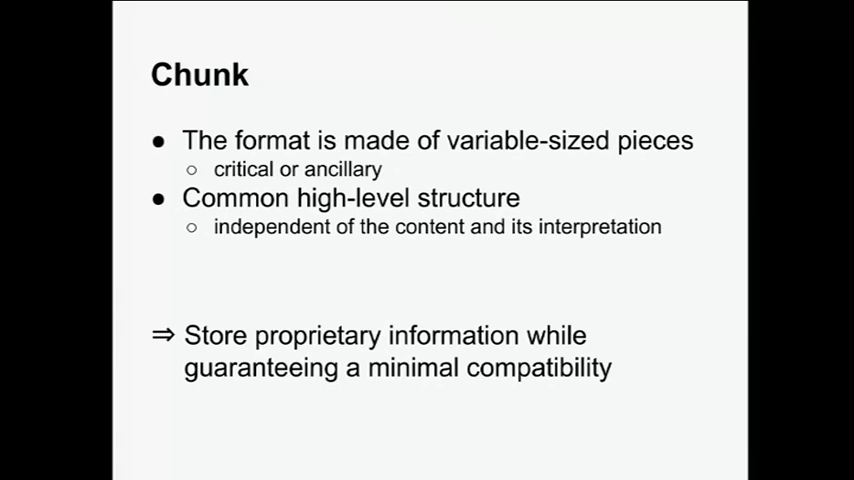 Chunk
● The format is made of variable-sized pieces
○ critical or ancillary
● Common high-level structure
○ independent of the content and its interpretation
⇒ Store proprietary information while
guaranteeing a minimal compatibility